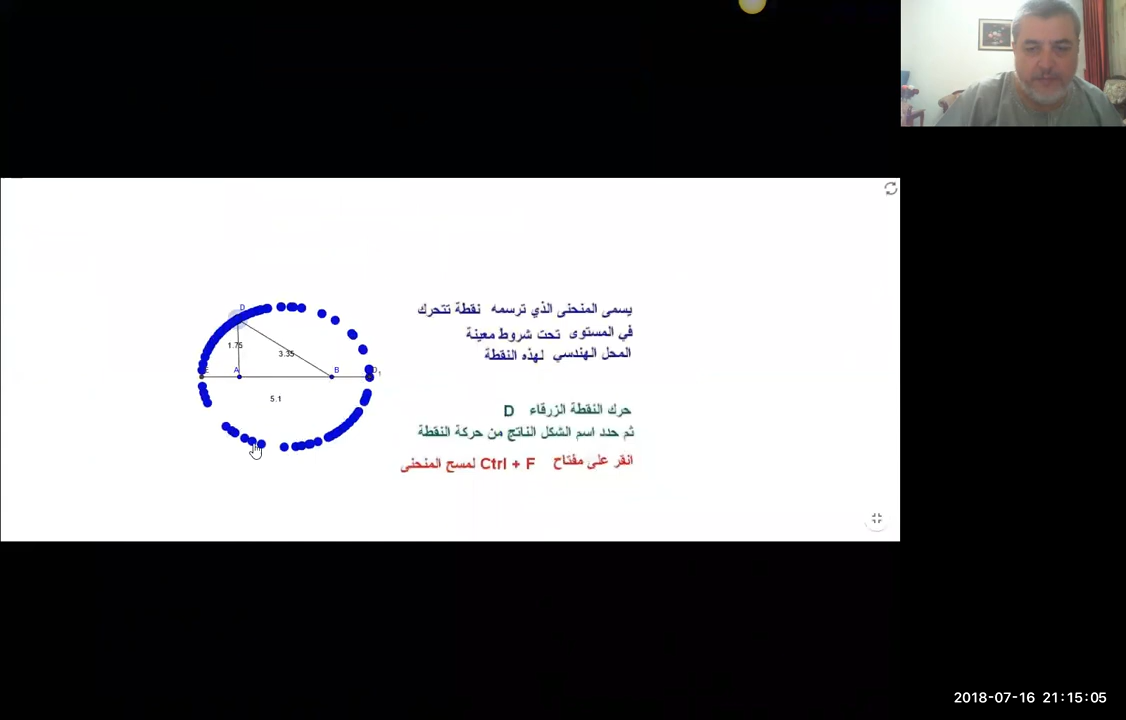 يسمى المنحنى الذي ترسمه نقطة تتحرك
في المستوى تحت شروط معينة
المحل الهندسي لهذه النقطة
D
1.75
3.35
A
B
5.1
حرك النقطة الزرقاء D
ثم حدد اسم الشكل الناتج من حركة النقطة
انقر على مفتاح Ctrl + F لمسح المنحنى
2018-07-16 21:15:05